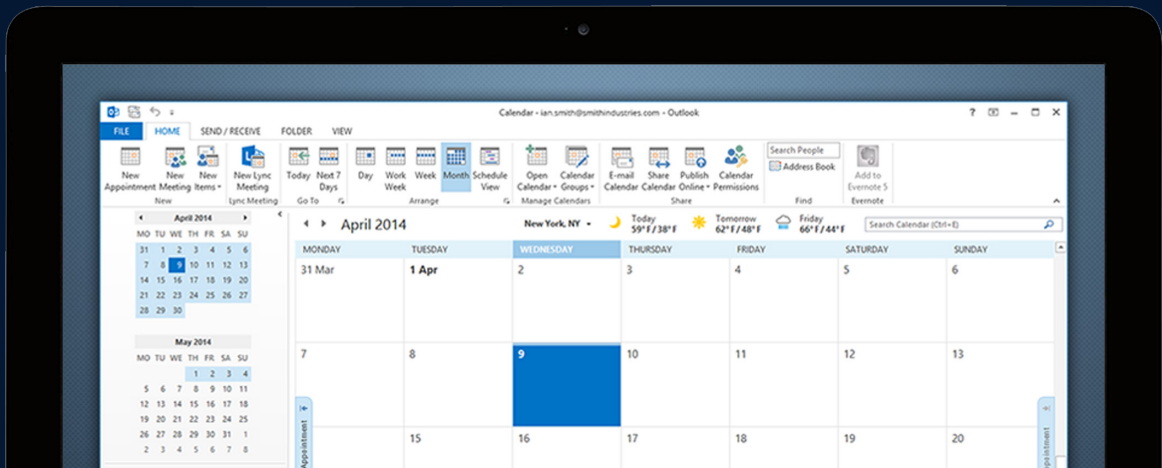 Calendar - ian.smith@smithindustries.com - Outlook
FILE HOME SEND / RECEIVE FOLDER VIEW
New Appointment
New Meeting
New Items
New
New Lync Meeting
Lync Meeting
Today
Next 7 Days
Go To
Day
Work Week
Week
Month
Schedule View
Arrange
Open Calendar
Calendar Groups
Manage Calendars
E-mail Calendar
Share Calendar
Publish Online
Calendar Permissions
Share
Search People
Address Book
Find
Add to Evernote 5
Evernote
April 2014
MO TU WE TH FR SA SU
31 1 2 3 4 5 6
7 8 9 10 11 12 13
14 15 16 17 18 19 20
21 22 23 24 25 26 27
28 29 30
May 2014
MO TU WE TH FR SA SU
1 2 3 4
5 6 7 8 9 10 11
12 13 14 15 16 17 18
19 20 21 22 23 24 25
26 27 28 29 30 31 1
2 3 4 5 6 7 8
April 2014
New York, NY
Today
59°F/38°F
Tomorrow
62°F/48°F
Friday
66°F/44°F
Search Calendar (Ctrl+E)
MONDAY TUESDAY WEDNESDAY THURSDAY FRIDAY SATURDAY SUNDAY
31 Mar 1 Apr 2 3 4 5 6
7 8 9 10 11 12 13
15 16 17 18 19 20
Appointment